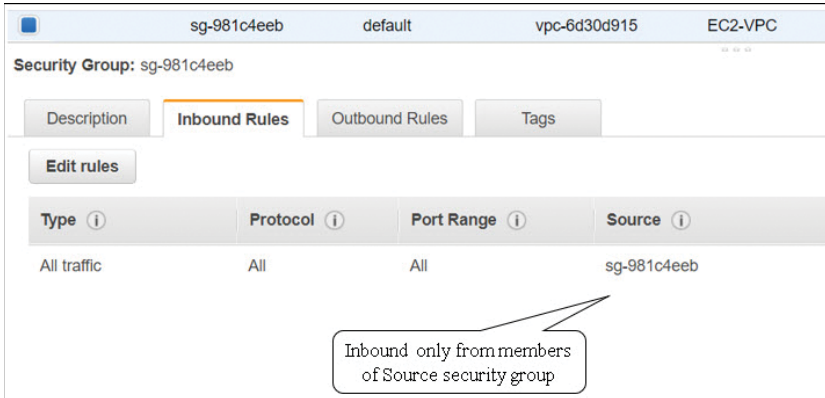 sg-981c4eeb default vpc-6d30d915 EC2-VPC
Security Group: sg-981c4eeb
Description Inbound Rules Outbound Rules Tags
Edit rules
Type i Protocol i Port Range i Source i
All traffic All All sg-981c4eeb
Inbound only from members
of Source security group